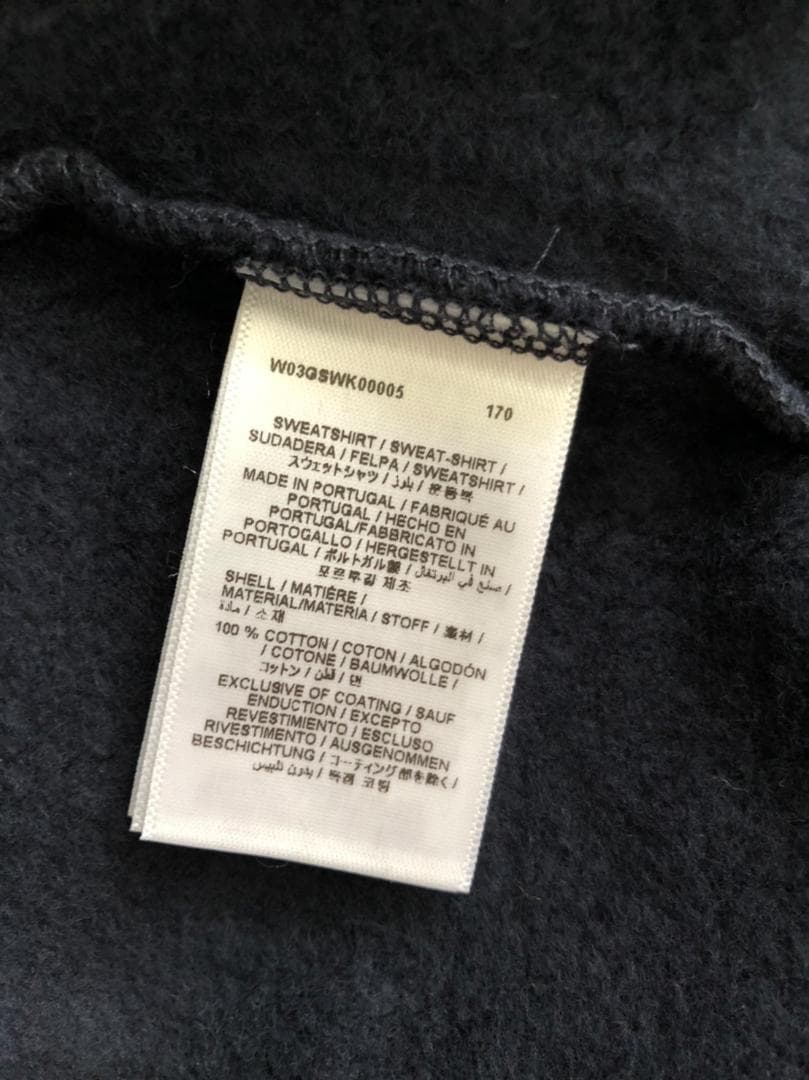 W03GSWK00005
170
SWEATSHIRT / SWEAT-SHIRT /
SUDADERA / FELPA / SWEATSHIRT /
スウェットシャツ / بلوز / 운동복
MADE IN PORTUGAL / FABRIQUÉ AU
PORTUGAL / HECHO EN
PORTUGAL/FABBRICATO IN
PORTOGALLO / HERGESTELLT IN
PORTUGAL / ポルトガル製 / صنع في البرتغال /
포르투갈 제조
SHELL / MATIÈRE /
MATERIAL/MATERIA / STOFF / 素材 /
مادة / 소재
100 % COTTON / COTON / ALGODÓN
/ COTONE / BAUMWOLLE /
コットン / قطن / 면
EXCLUSIVE OF COATING / SAUF
ENDUCTION / EXCEPTO
REVESTIMIENTO / ESCLUSO
RIVESTIMENTO / AUSGENOMMEN
BESCHICHTUNG / コーティング部を除く /
بدون تلبيس / 코팅